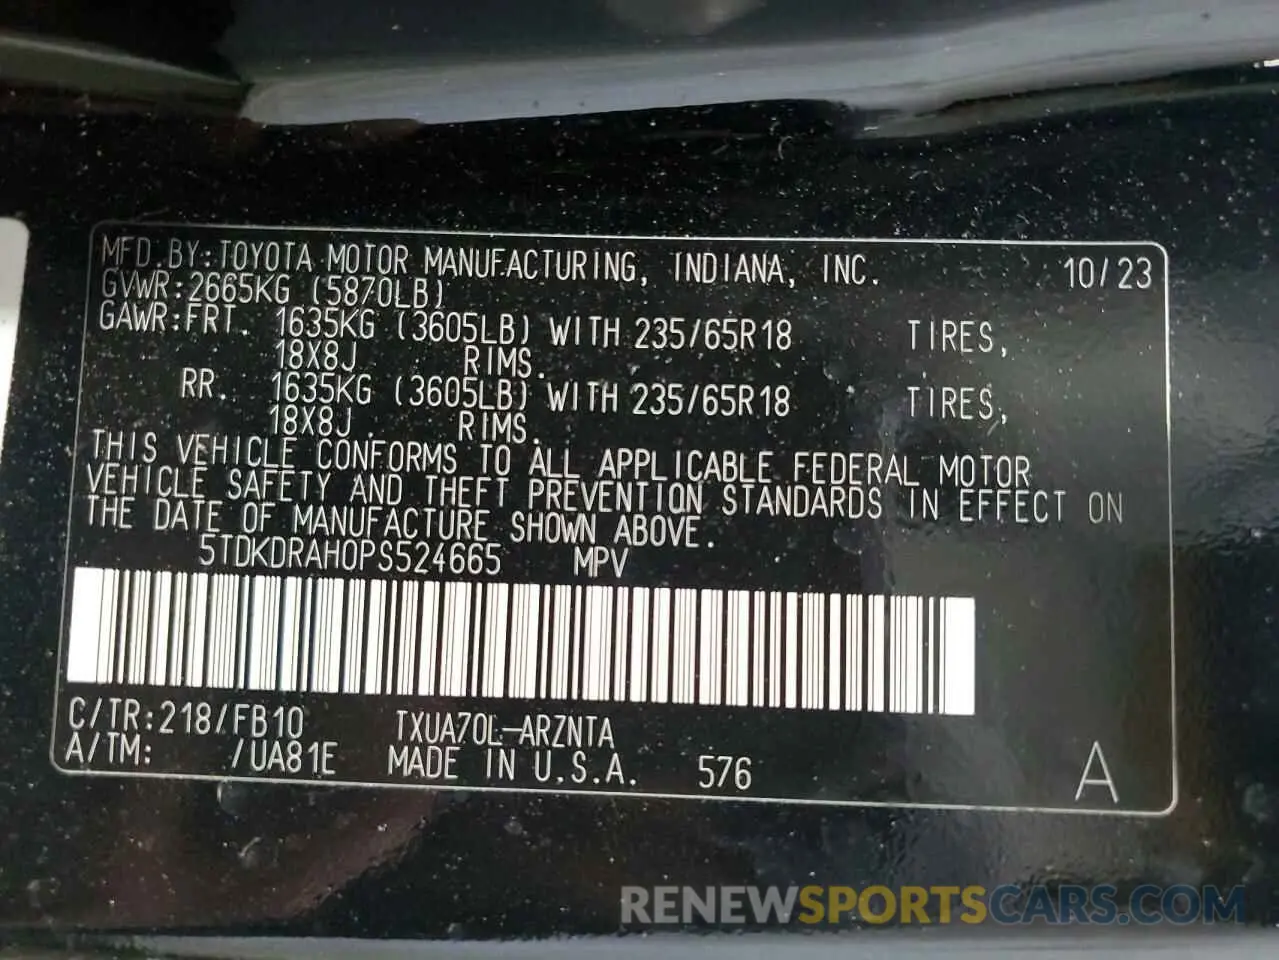 MFD.BY:TOYOTA MOTOR MANUFACTURING, INDIANA, INC. 10/23
GVWR:2665KG (5870LB)
GAWR:FRT. 1635KG (3605LB) WITH 235/65R18 TIRES,
18X8J RIMS.
RR. 1635KG (3605LB) WITH 235/65R18 TIRES,
18X8J RIMS.
THIS VEHICLE CONFORMS TO ALL APPLICABLE FEDERAL MOTOR
VEHICLE SAFETY AND THEFT PREVENTION STANDARDS IN EFFECT ON
THE DATE OF MANUFACTURE SHOWN ABOVE.
5TDKDRAH0PS524665 MPV
C/TR:218/FB10 TXUA70L-ARZNTA
A/TM: /UA81E MADE IN U.S.A. 576 A
RENEWSPORTSCARS.COM